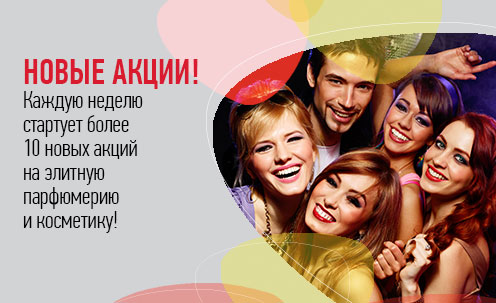 НОВЫЕ АКЦИИ!
Каждую неделю
стартует более
10 новых акций
на элитную
парфюмерию
и косметику!